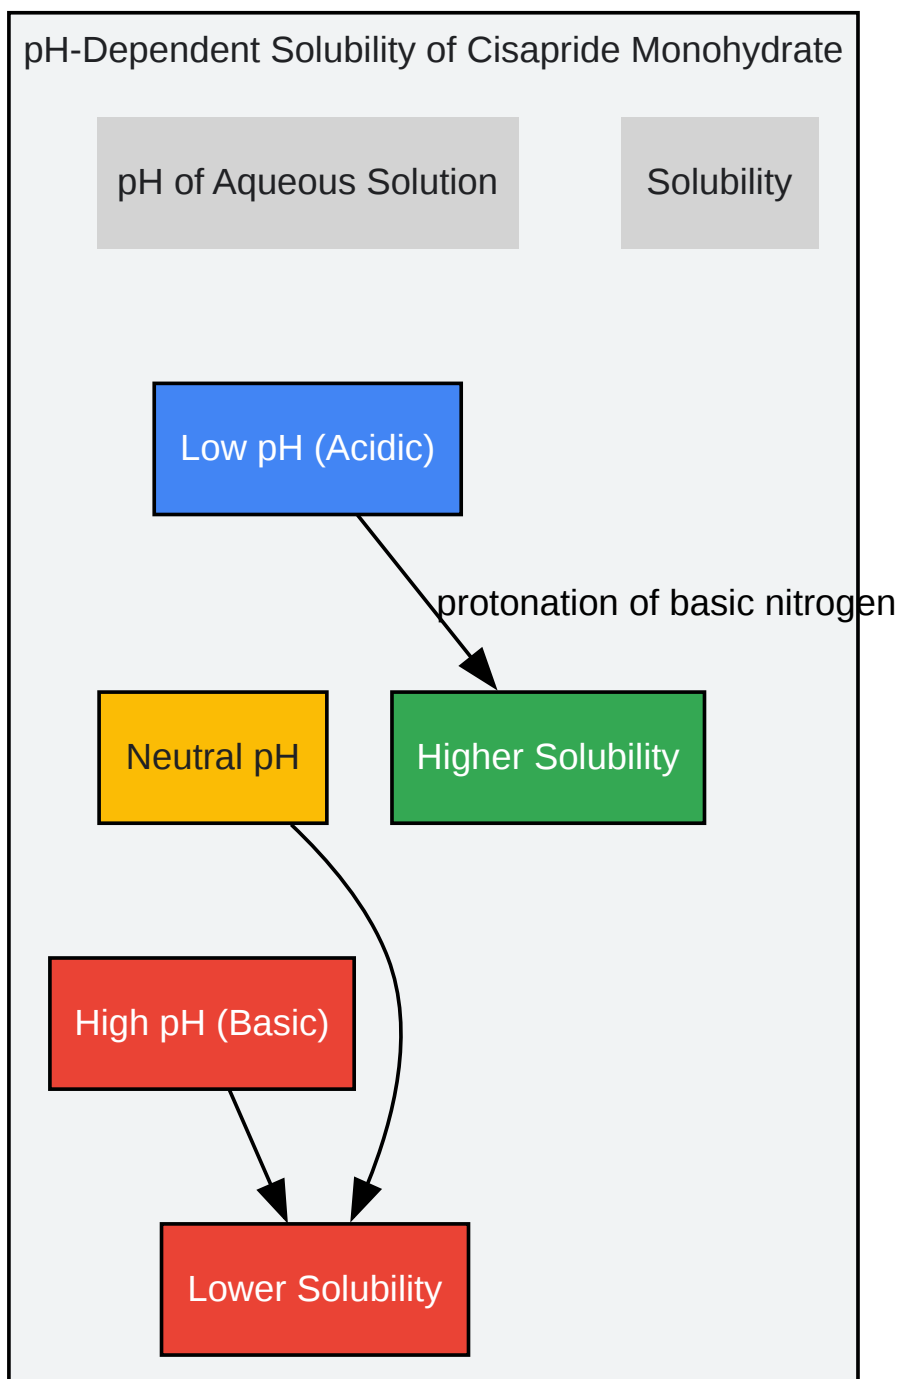 pH-Dependent Solubility of Cisapride Monohydrate
pH of Aqueous Solution
Solubility
Low pH (Acidic)
protonation of basic nitrogen
Neutral pH
Higher Solubility
High pH (Basic)
Lower Solubility